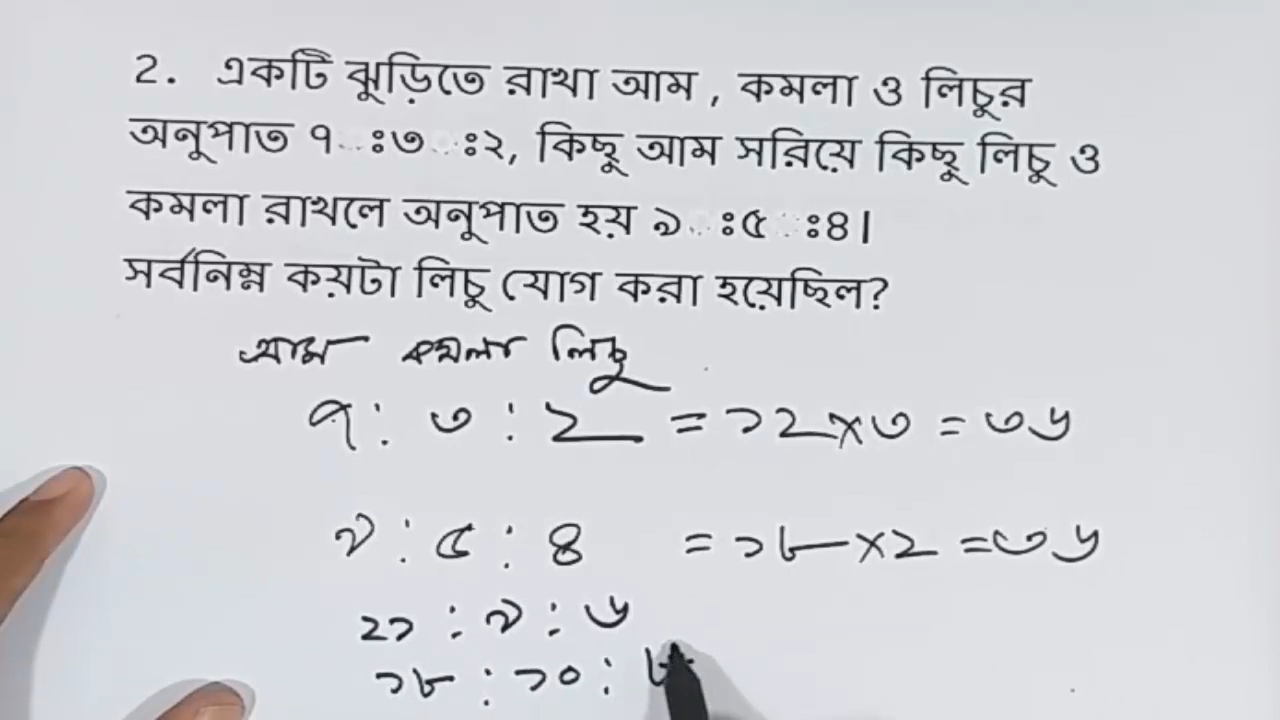 2. একটি ঝুড়িতে রাখা আম , কমলা ও লিচুর
অনুপাত ৭ ঃ৩ ঃ২, কিছু আম সরিয়ে কিছু লিচু ও
কমলা রাখলে অনুপাত হয় ৯ ঃ৫ ঃ৪।
সর্বনিম্ন কয়টা লিচু যোগ করা হয়েছিল?
আম কমলা লিচু
৭ : ৩ : ২ = ১২×৩ = ৩৬
৯ : ৫ : ৪ = ১৮×২ = ৩৬
২১ : ৯ : ৬
১৮ : ১০ : ৮